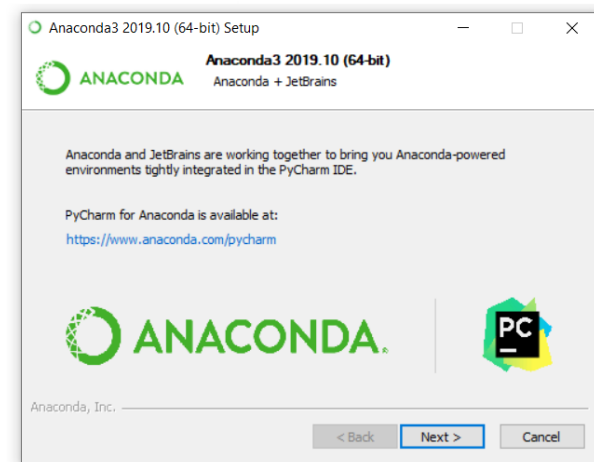 Anaconda3 2019.10 (64-bit) Setup
ANACONDA
Anaconda3 2019.10 (64-bit)
Anaconda + JetBrains
Anaconda and JetBrains are working together to bring you Anaconda-powered
environments tightly integrated in the PyCharm IDE.
PyCharm for Anaconda is available at:
https://www.anaconda.com/pycharm
ANACONDA®
PC
Anaconda, Inc.
< Back Next > Cancel